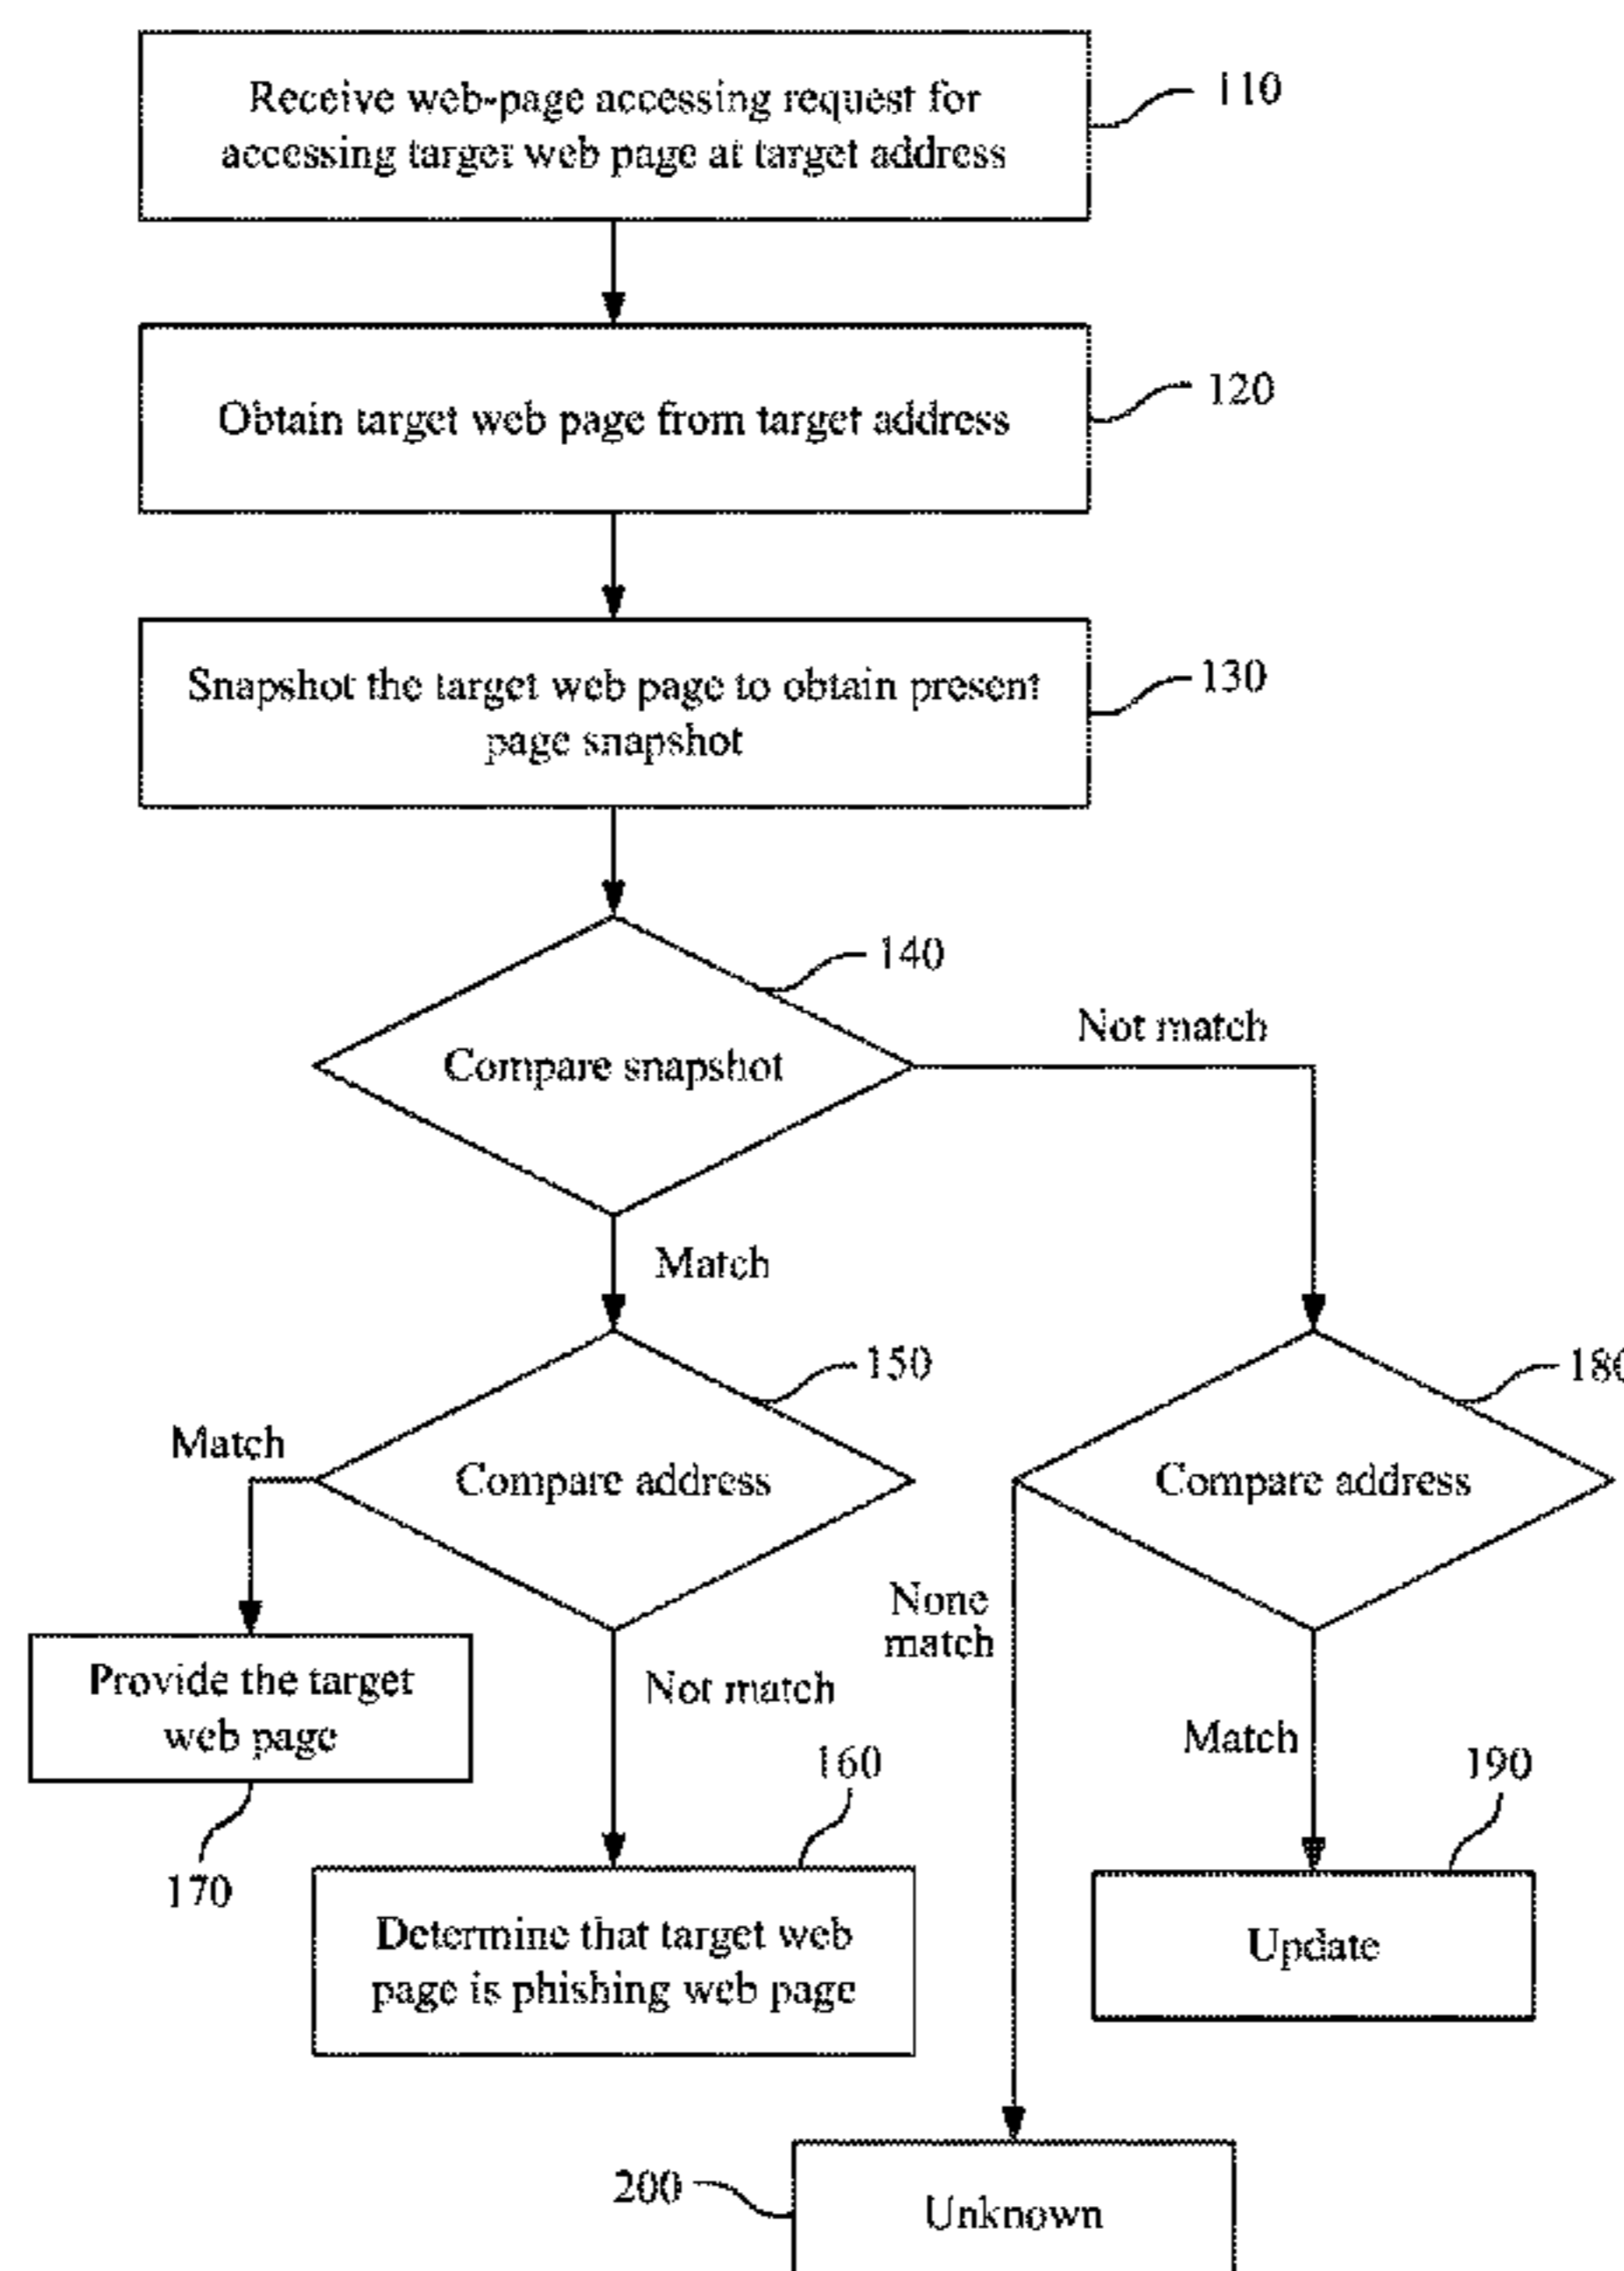 Receive web-page accessing request for
accessing target web page at target address
110
Obtain target web page from target address
120
Snapshot the target web page to obtain present
page snapshot
130
140
Compare snapshot
Not match
Match
150
180
Match
Compare address
Compare address
None
match
Provide the target
web page
Not match
Match
160
190
170
Determine that target web
page is phishing web page
Update
200
Unknown